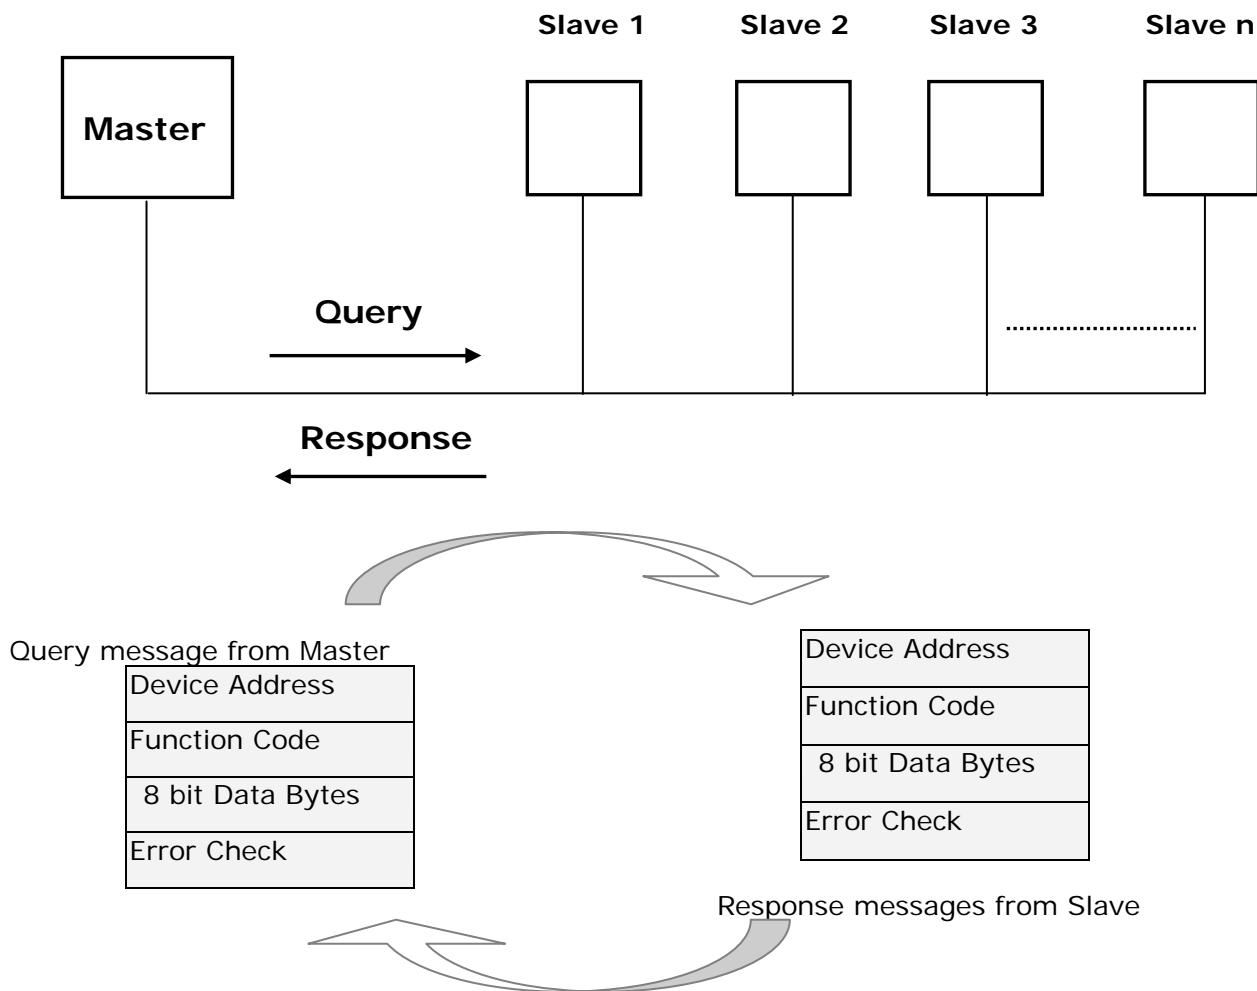 Slave 1 Slave 2 Slave 3 Slave n
Master
Query
Response
Query message from Master
Device Address
Function Code
8 bit Data Bytes
Error Check
Device Address
Function Code
8 bit Data Bytes
Error Check
Response messages from Slave